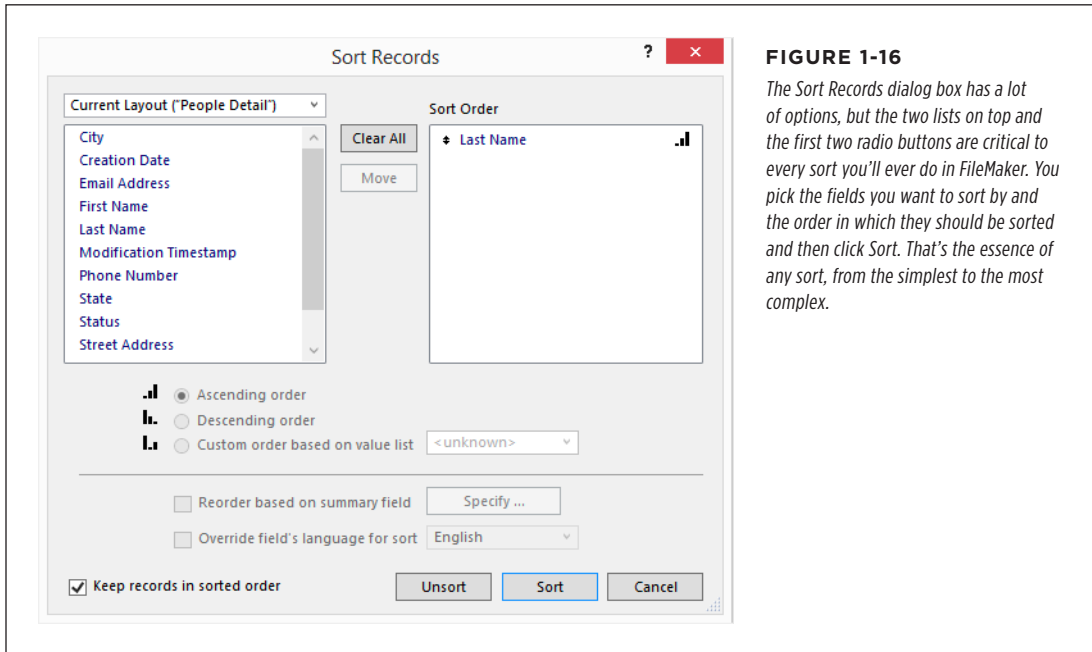 Sort Records
?
Current Layout ("People Detail")
City
Creation Date
Email Address
First Name
Last Name
Modification Timestamp
Phone Number
State
Status
Street Address
Clear All
Move
Sort Order
Last Name
Ascending order
Descending order
Custom order based on value list <unknown>
Reorder based on summary field Specify ...
Override field's language for sort English
Keep records in sorted order
Unsort Sort Cancel
FIGURE 1-16
The Sort Records dialog box has a lot
of options, but the two lists on top and
the first two radio buttons are critical to
every sort you'll ever do in FileMaker. You
pick the fields you want to sort by and
the order in which they should be sorted
and then click Sort. That's the essence of
any sort, from the simplest to the most
complex.